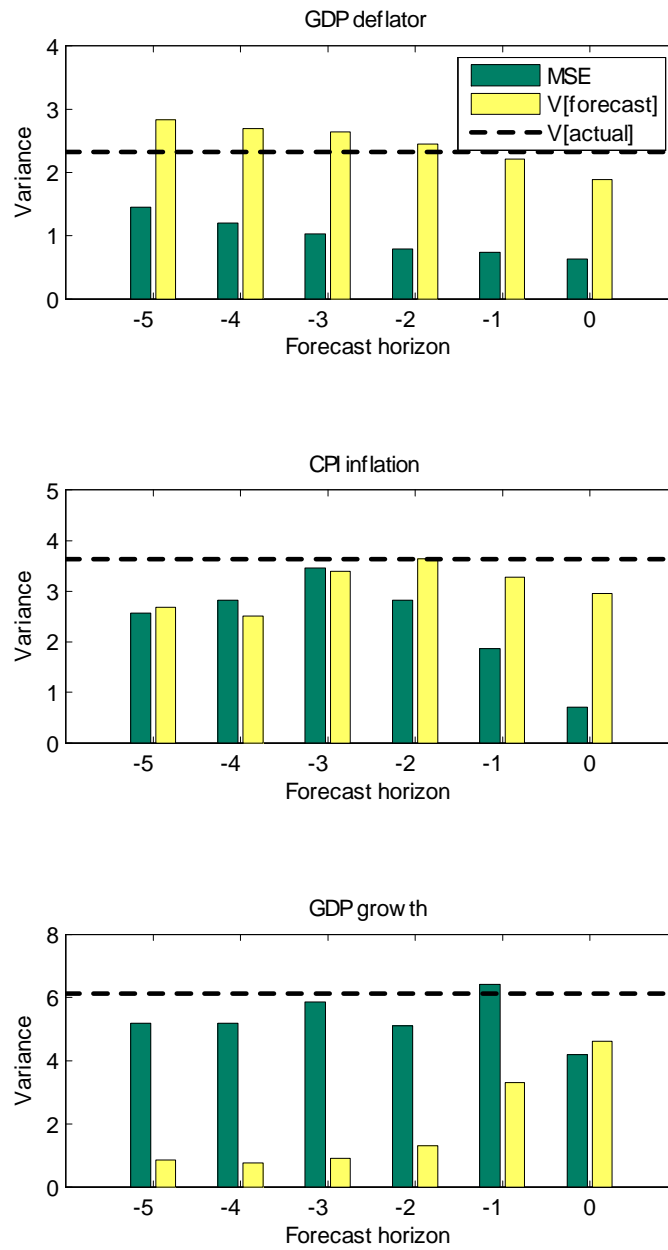 GDP deflator
4
3
2
1
0
Variance
MSE
V[forecast]
V[actual]
-5 -4 -3 -2 -1 0
Forecast horizon
CPI inflation
5
4
3
2
1
0
Variance
-5 -4 -3 -2 -1 0
Forecast horizon
GDP growth
8
6
4
2
0
Variance
-5 -4 -3 -2 -1 0
Forecast horizon